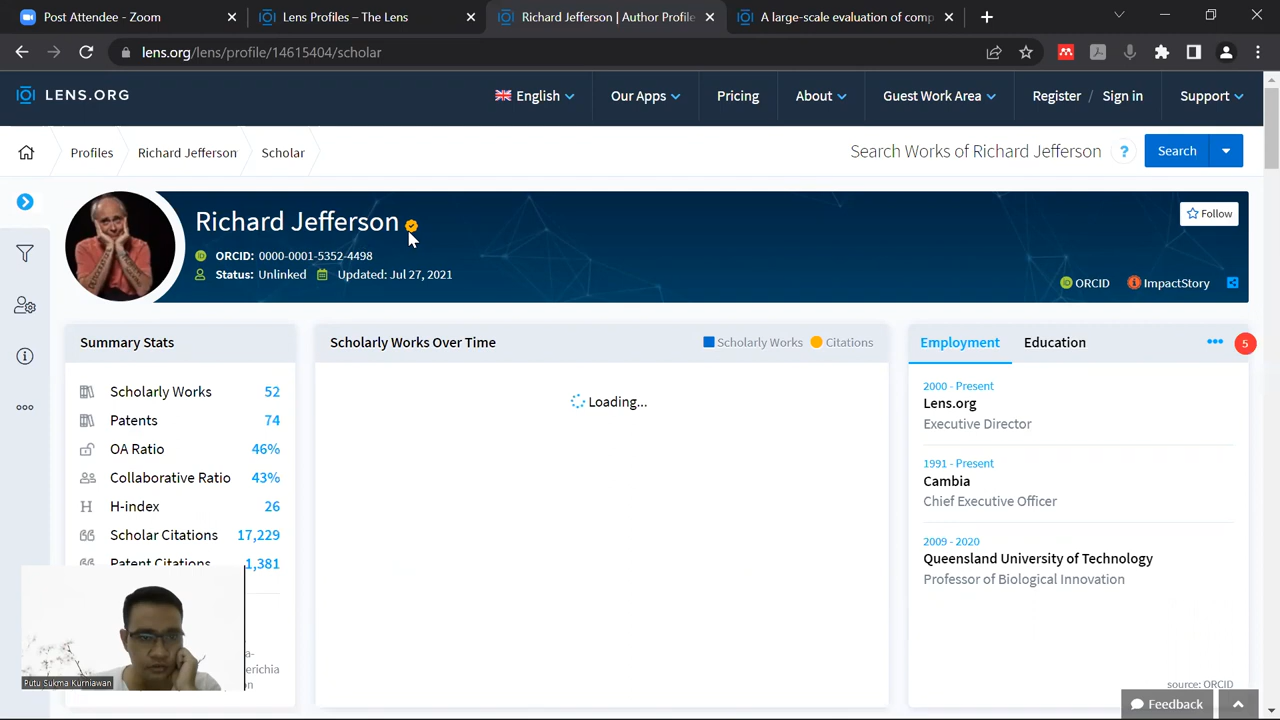 Post Attendee - Zoom
Lens Profiles – The Lens
Richard Jefferson | Author Profile
A large-scale evaluation of comp
lens.org/lens/profile/14615404/scholar
LENS.ORG
English
Our Apps
Pricing
About
Guest Work Area
Register / Sign in
Support
Profiles
Richard Jefferson
Scholar
Search Works of Richard Jefferson
?
Search
Richard Jefferson
Follow
ORCID: 0000-0001-5352-4498
Status: Unlinked
Updated: Jul 27, 2021
ORCID
ImpactStory
Summary Stats
Scholarly Works 52
Patents 74
OA Ratio 46%
Collaborative Ratio 43%
H-index 26
Scholar Citations 17,229
Patent Citations 1,381
a-
erichia
n
Putu Sukma Kurniawan
Scholarly Works Over Time
Scholarly Works
Citations
Loading...
Employment
Education
5
2000 - Present
Lens.org
Executive Director
1991 - Present
Cambia
Chief Executive Officer
2009 - 2020
Queensland University of Technology
Professor of Biological Innovation
source: ORCID
Feedback